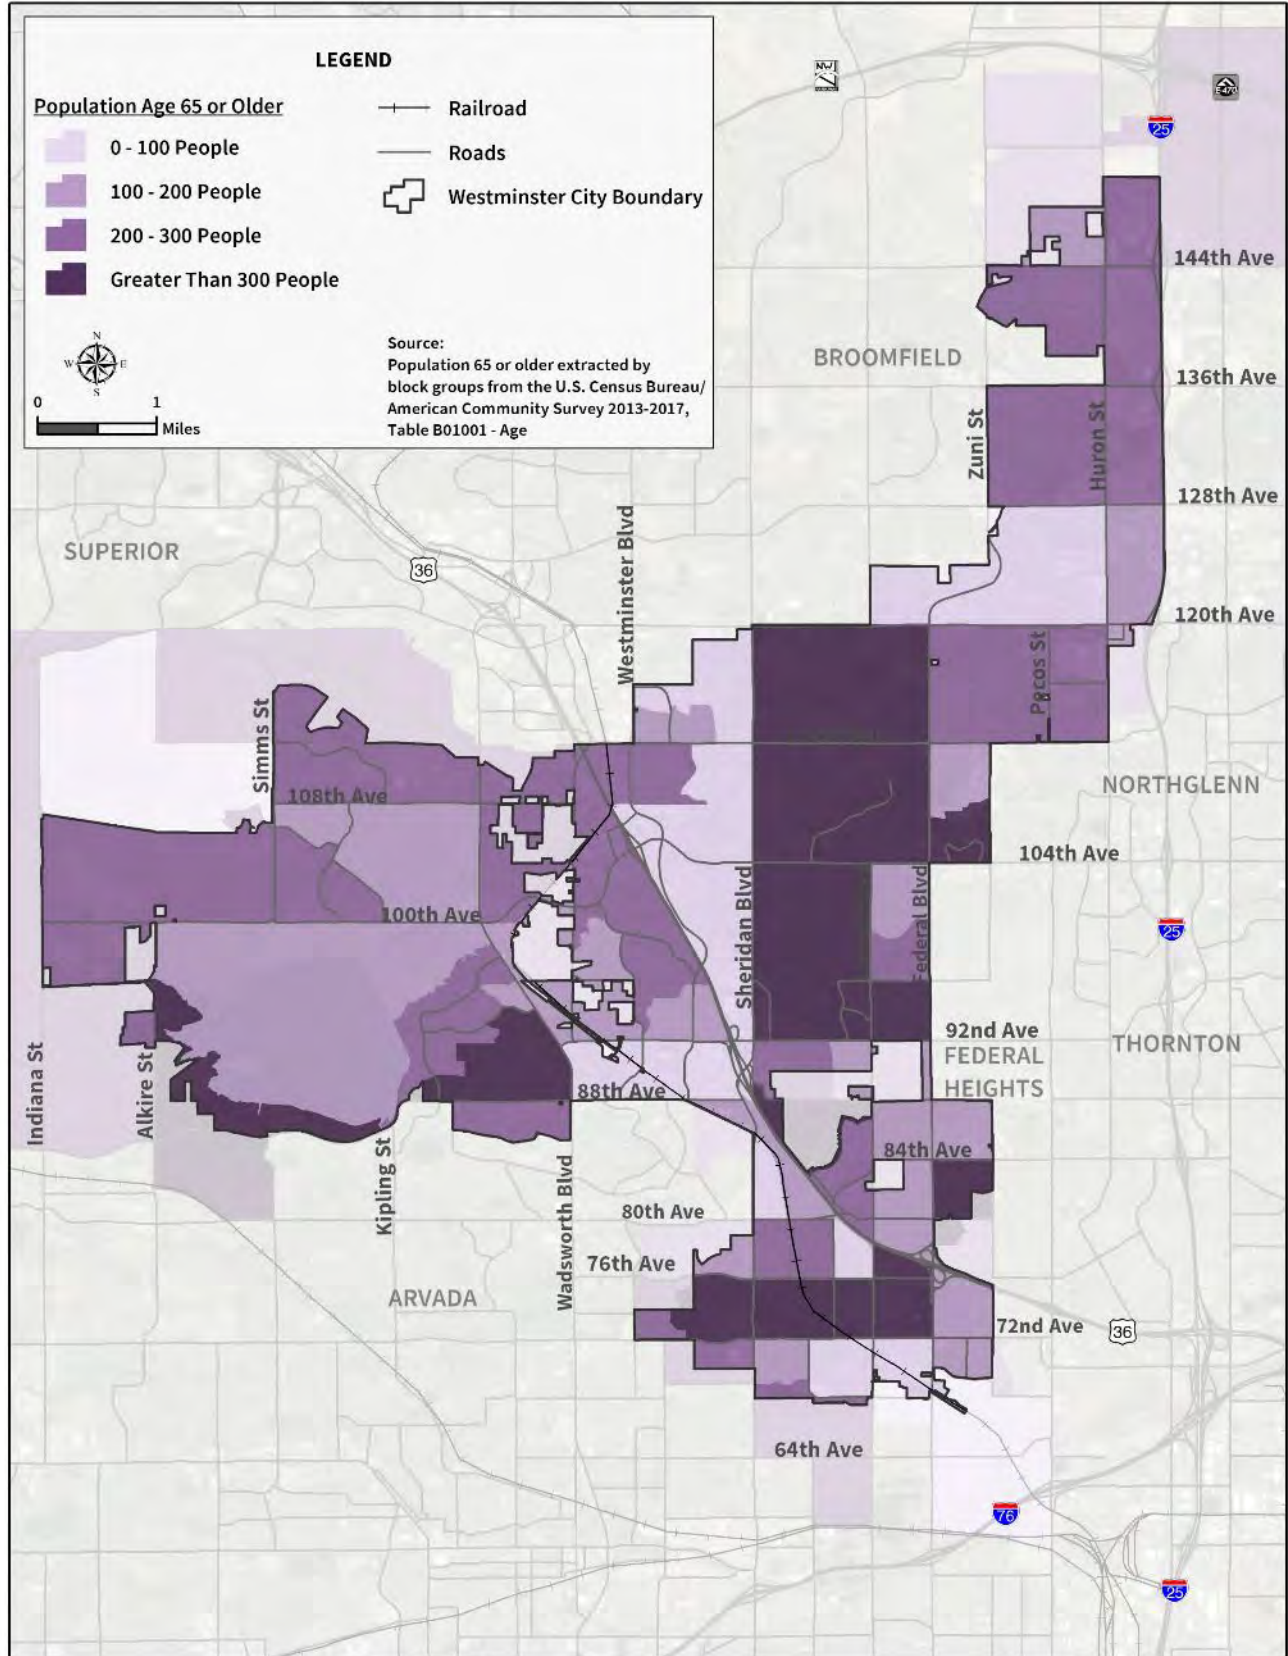 LEGEND
Population Age 65 or Older
0 - 100 People
100 - 200 People
200 - 300 People
Greater Than 300 People
Railroad
Roads
Westminster City Boundary
N
W E
S
0 1
Miles
Source:
Population 65 or older extracted by
block groups from the U.S. Census Bureau/
American Community Survey 2013-2017,
Table B01001 - Age
NW
E-470
25
144th Ave
BROOMFIELD
136th Ave
Zuni St
Huron St
128th Ave
SUPERIOR
36
Westminster Blvd
120th Ave
Pecos St
Simms St
108th Ave
NORTHGLENN
104th Ave
100th Ave
Sheridan Blvd
Federal Blvd
25
92nd Ave
FEDERAL
HEIGHTS
THORNTON
Indiana St
Alkire St
88th Ave
Kipling St
84th Ave
Wadsworth Blvd
80th Ave
76th Ave
ARVADA
72nd Ave
36
64th Ave
76
25